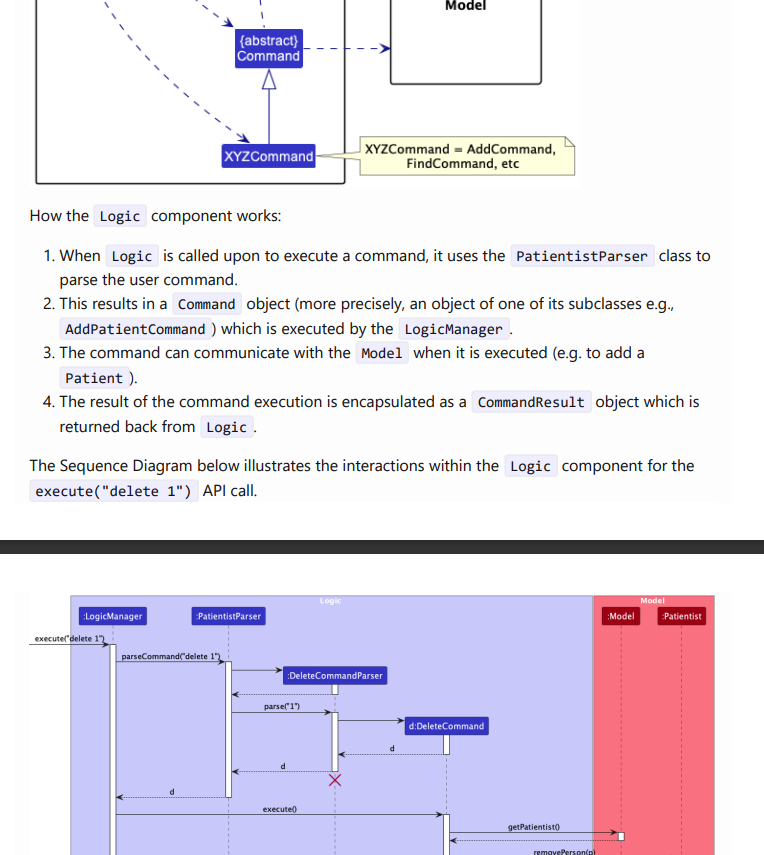 Model
{abstract}
Command
XYZCommand
XYZCommand = AddCommand,
FindCommand, etc
How the Logic component works:
1. When Logic is called upon to execute a command, it uses the PatientistParser class to
parse the user command.
2. This results in a Command object (more precisely, an object of one of its subclasses e.g.,
AddPatientCommand ) which is executed by the LogicManager .
3. The command can communicate with the Model when it is executed (e.g. to add a
Patient ).
4. The result of the command execution is encapsulated as a CommandResult object which is
returned back from Logic .
The Sequence Diagram below illustrates the interactions within the Logic component for the
execute("delete 1") API call.
Logic
Model
:LogicManager
:PatientistParser
:Model
:Patientist
execute("delete 1")
parseCommand("delete 1")
:DeleteCommandParser
parse("1")
d:DeleteCommand
d
d
d
execute()
getPatientist()
removePerson(p)